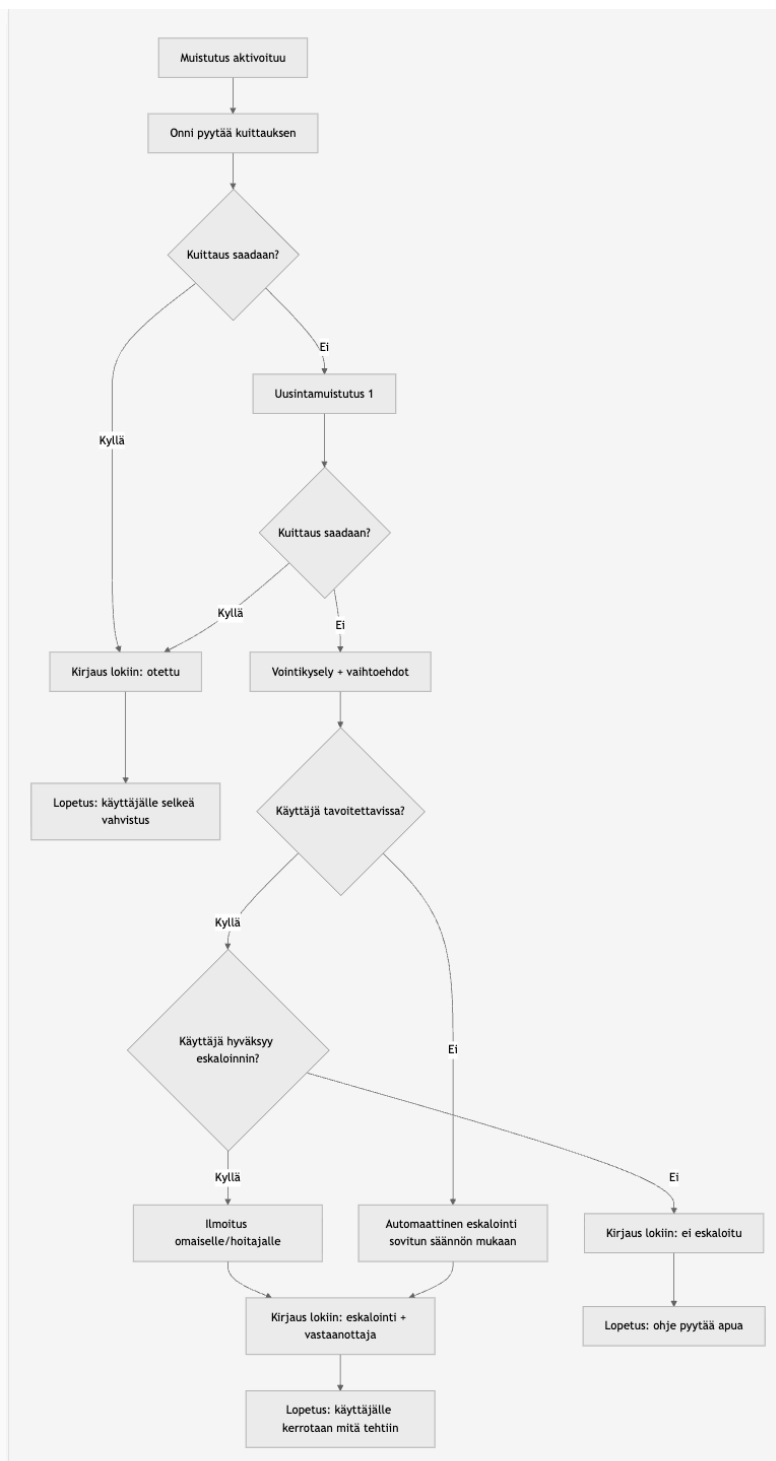 Muistutus aktivoituu
Onni pyytää kuittauksen
Kuittaus saadaan?
Ei
Uusintamuistutus 1
Kyllä
Kuittaus saadaan?
Kyllä
Ei
Kirjaus lokiin: otettu
Vointikysely + vaihtoehdot
Lopetus: käyttäjälle selkeä
vahvistus
Käyttäjä tavoitettavissa?
Kyllä
Käyttäjä hyväksyy
eskaloinnin?
Ei
Kyllä
Ei
Ilmoitus
omaiselle/hoitajalle
Automaattinen eskalointi
sovitun säännön mukaan
Kirjaus lokiin: ei eskaloitu
Kirjaus lokiin: eskalointi +
vastaanottaja
Lopetus: ohje pyytää apua
Lopetus: käyttäjälle
kerrotaan mitä tehtiin